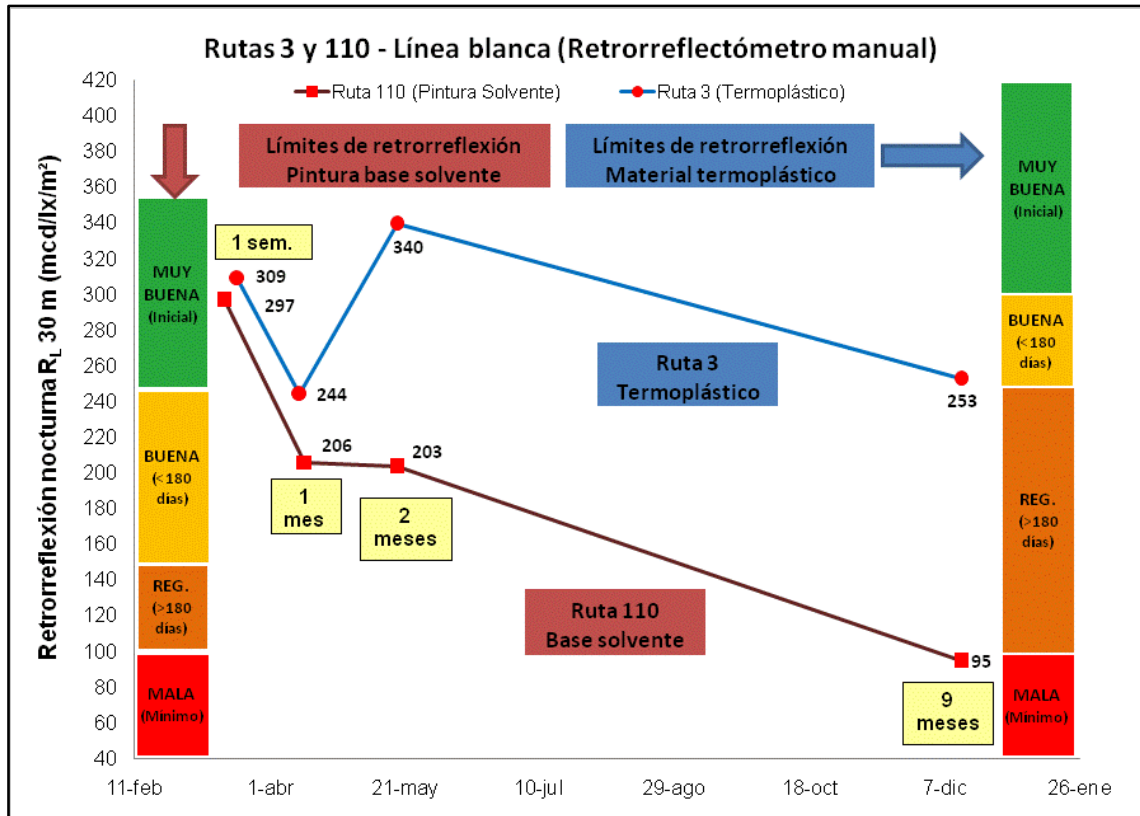 Rutas 3 y 110 - Línea blanca (Retrorreflectómetro manual)
Ruta 110 (Pintura Solvente)
Ruta 3 (Termoplástico)
Retrorreflexión nocturna RL 30 m (mcd/lx/m²)
420
400
380
360
340
320
300
280
260
240
220
200
180
160
140
120
100
80
60
40
Límites de retrorreflexión
Pintura base solvente
Límites de retrorreflexión
Material termoplástico
MUY
BUENA
(Inicial)
BUENA
(<180
días)
REG.
(>180
días)
MALA
(Mínimo)
1 sem.
309
297
244
340
253
206
203
95
1
mes
2
meses
9
meses
Ruta 3
Termoplástico
Ruta 110
Base solvente
MUY
BUENA
(Inicial)
BUENA
(<180
días)
REG.
(>180
días)
MALA
(Mínimo)
11-feb
1-abr
21-may
10-jul
29-ago
18-oct
7-dic
26-ene